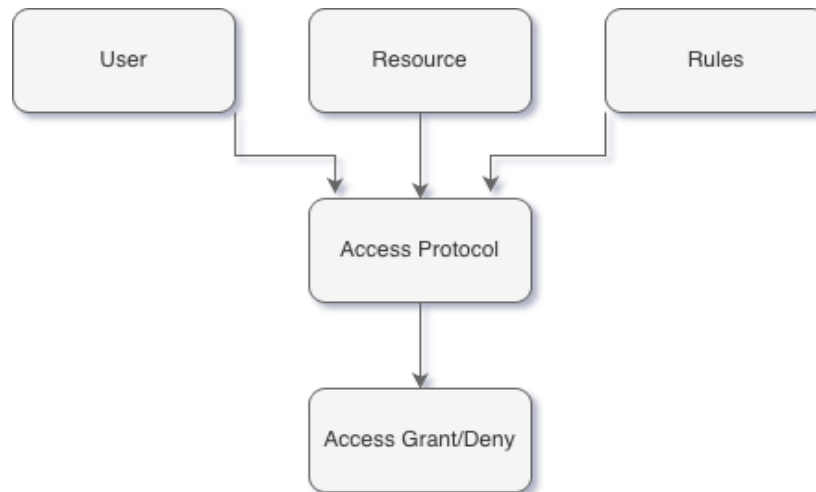 User
Resource
Rules
Access Protocol
Access Grant/Deny